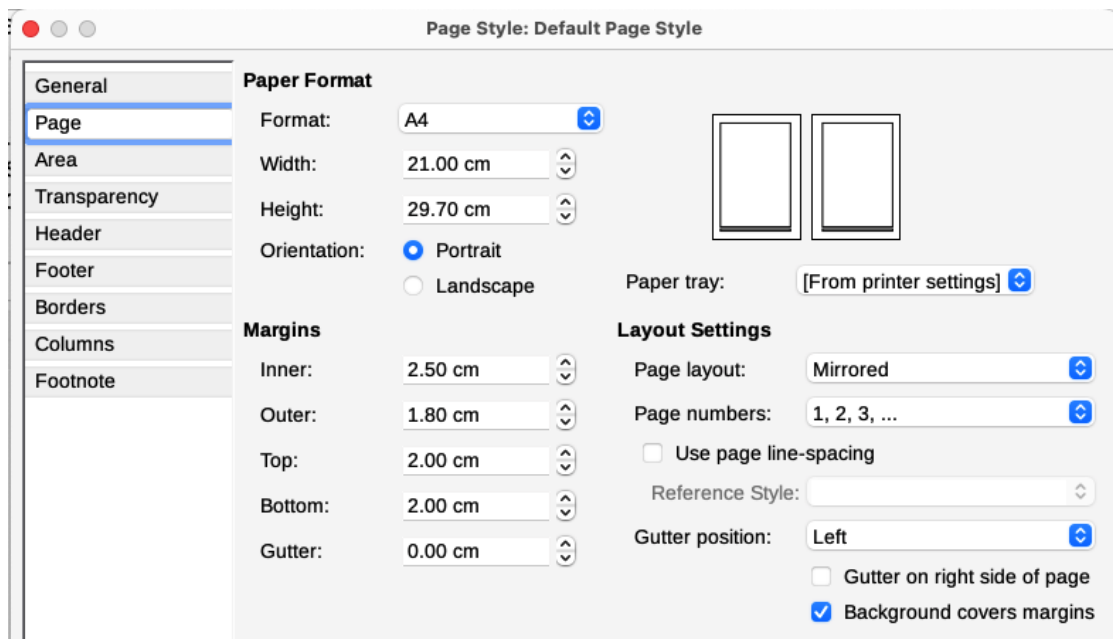 Page Style: Default Page Style
General
Page
Area
Transparency
Header
Footer
Borders
Columns
Footnote
Paper Format
Format: A4
Width: 21.00 cm
Height: 29.70 cm
Orientation: Portrait
Landscape
Paper tray: [From printer settings]
Margins
Inner: 2.50 cm
Outer: 1.80 cm
Top: 2.00 cm
Bottom: 2.00 cm
Gutter: 0.00 cm
Layout Settings
Page layout: Mirrored
Page numbers: 1, 2, 3, ...
Use page line-spacing
Reference Style:
Gutter position: Left
Gutter on right side of page
Background covers margins